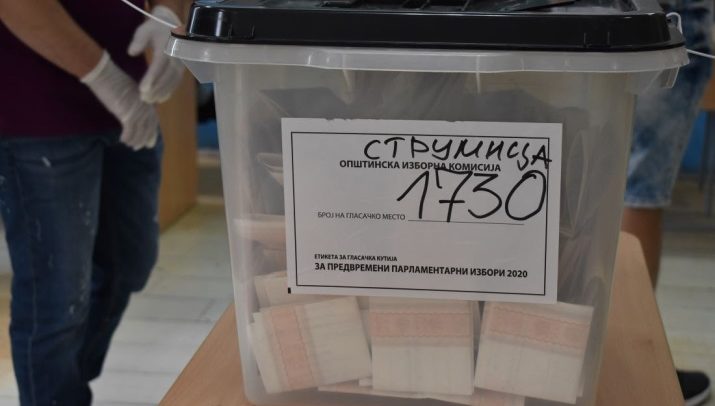 СТРУМИЦА
ОПШТИНСКА ИЗБОРНА КОМИСИЈА
1730
БРОЈ НА ГЛАСАЧКО МЕСТО
ЕТИКЕТА ЗА ГЛАСАЧКА КУТИЈА
ЗА ПРЕДВРЕМЕНИ ПАРЛАМЕНТАРНИ ИЗБОРИ 2020